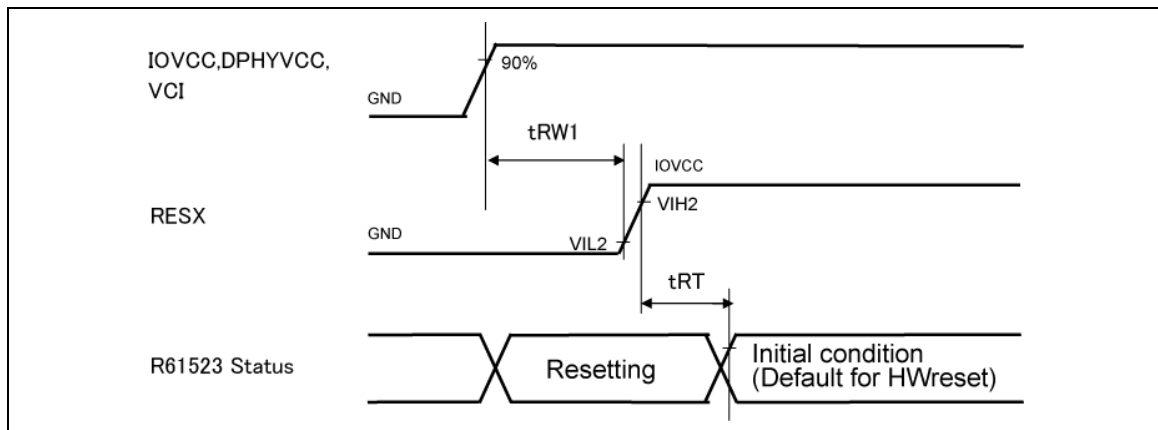 IOVCC,DPHYVCC,
VCI
90%
GND
tRW1
IOVCC
RESX
VIH2
GND
VIL2
tRT
R61523 Status
Resetting
Initial condition
(Default for HWreset)